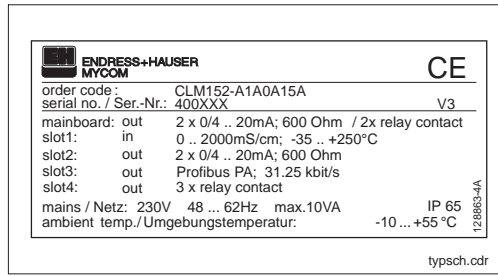 EH ENDRESS+HAUSER
MYCOM CE
order code : CLM152-A1A0A15A
serial no. / Ser.-Nr.: 400XXX V3
mainboard: out 2 x 0/4 .. 20mA; 600 Ohm / 2x relay contact
slot1: in 0 .. 2000mS/cm; -35 .. +250°C
slot2: out 2 x 0/4 .. 20mA; 600 Ohm
slot3: out Profibus PA; 31.25 kbit/s
slot4: out 3 x relay contact
mains / Netz: 230V 48 ... 62Hz max.10VA IP 65
ambient temp./Umgebungstemperatur: -10 ... +55 °C
128863-4A
typsch.cdr